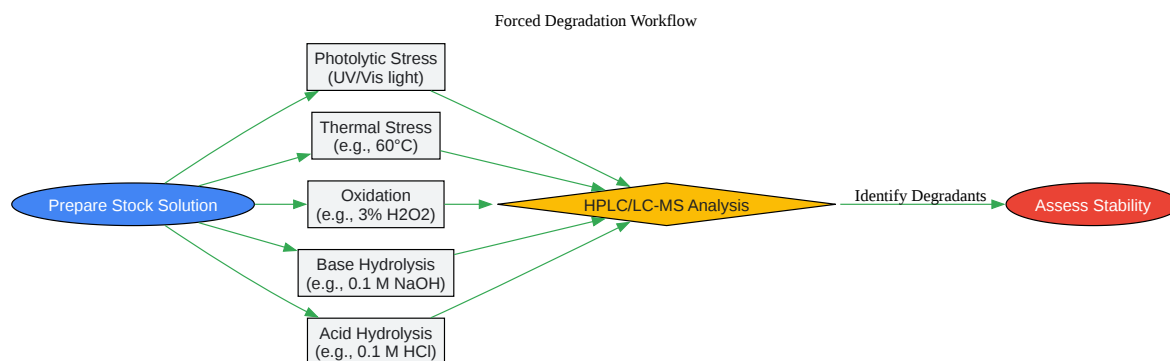 Forced Degradation Workflow
Photolytic Stress
(UV/Vis light)
Thermal Stress
(e.g., 60°C)
Prepare Stock Solution
Oxidation
(e.g., 3% H2O2)
HPLC/LC-MS Analysis
Identify Degradants
Assess Stability
Base Hydrolysis
(e.g., 0.1 M NaOH)
Acid Hydrolysis
(e.g., 0.1 M HCl)